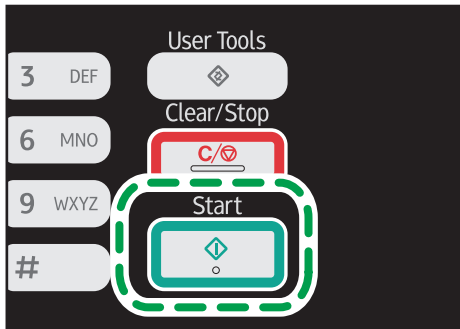 User Tools
3 DEF
Clear/Stop
6 MNO
C/
9 WXYZ
Start
#